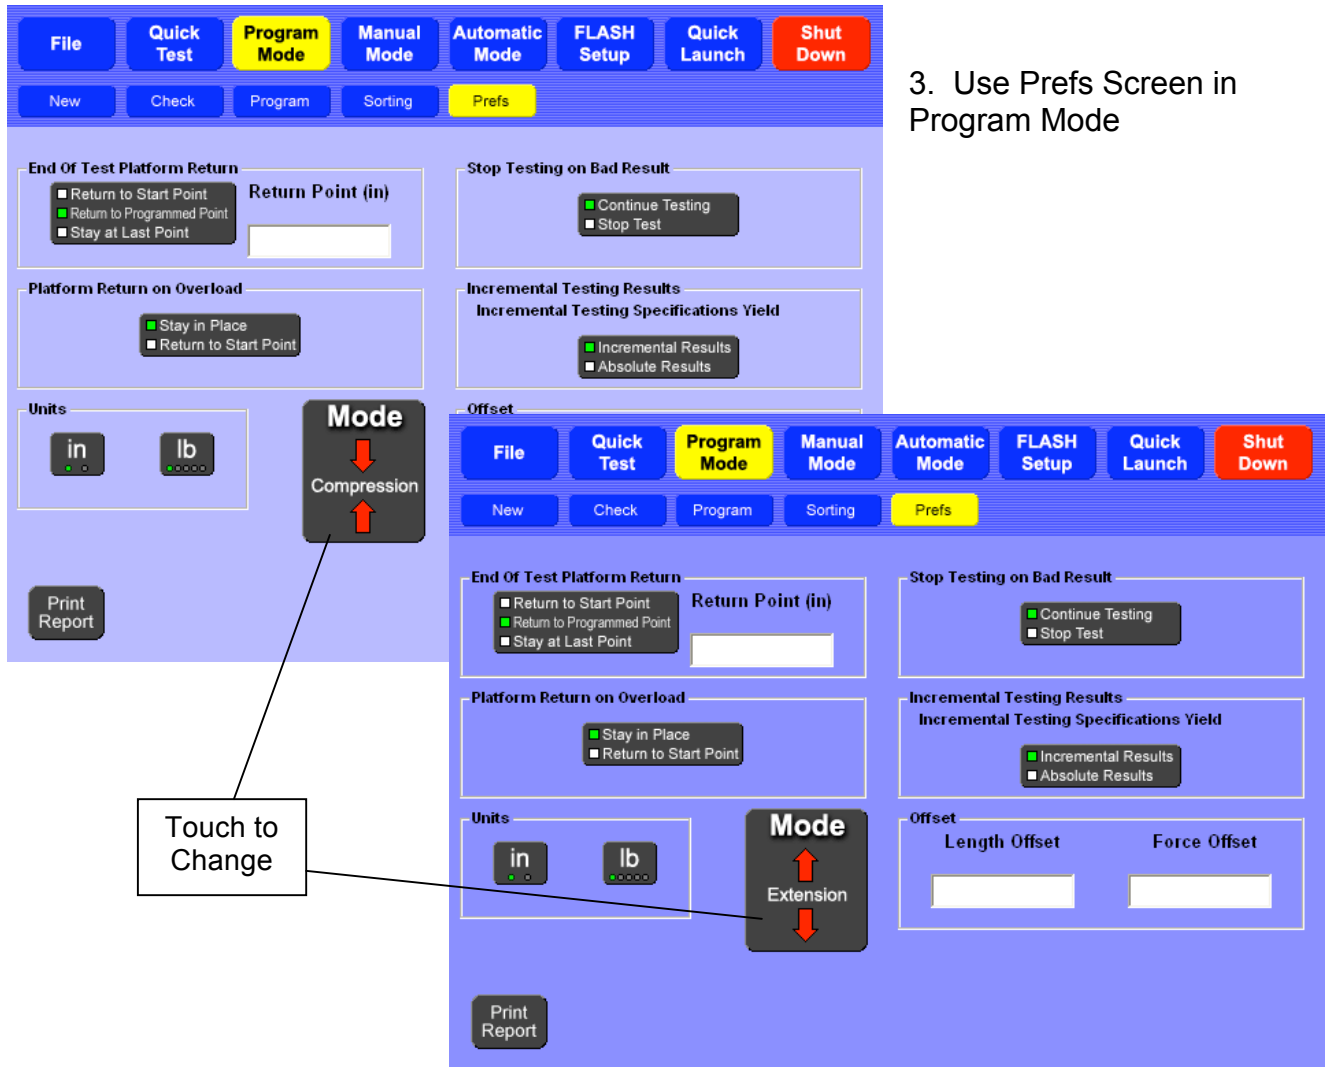 File
Quick Test
Program Mode
Manual Mode
Automatic Mode
FLASH Setup
Quick Launch
Shut Down
New
Check
Program
Sorting
Prefs
3. Use Prefs Screen in
Program Mode
End Of Test Platform Return
Return to Start Point
Return to Programmed Point
Stay at Last Point
Return Point (in)
Stop Testing on Bad Result
Continue Testing
Stop Test
Platform Return on Overload
Stay in Place
Return to Start Point
Incremental Testing Results
Incremental Testing Specifications Yield
Incremental Results
Absolute Results
Units
in
lb
Mode
Compression
Offset
Print
Report
File
Quick Test
Program Mode
Manual Mode
Automatic Mode
FLASH Setup
Quick Launch
Shut Down
New
Check
Program
Sorting
Prefs
End Of Test Platform Return
Return to Start Point
Return to Programmed Point
Stay at Last Point
Return Point (in)
Stop Testing on Bad Result
Continue Testing
Stop Test
Platform Return on Overload
Stay in Place
Return to Start Point
Incremental Testing Results
Incremental Testing Specifications Yield
Incremental Results
Absolute Results
Units
in
lb
Mode
Extension
Offset
Length Offset
Force Offset
Print
Report
Touch to
Change